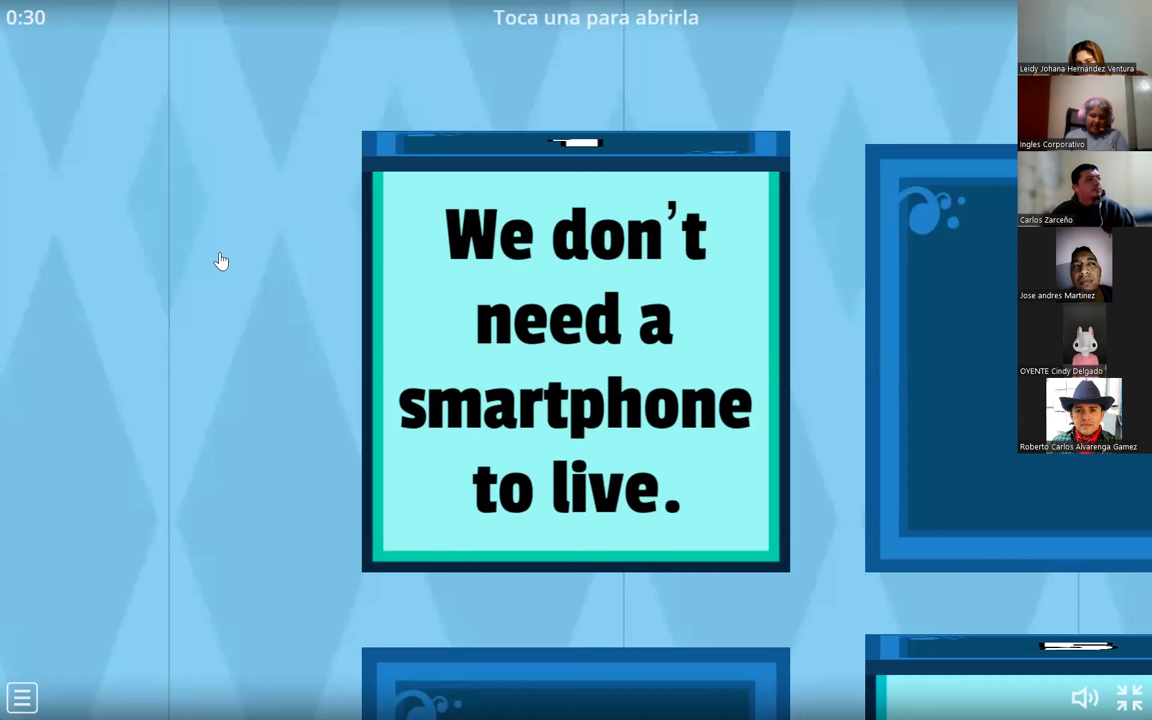 0:30
Toca una para abrirla
We don't
need a
smartphone
to live.
Leidy Johana Hernandez Ventura
Ingles Corporativo
Carlos Zarceño
Jose andres Martinez
OYENTE Cindy Delgado
Roberto Carlos Alvarenga Gamez